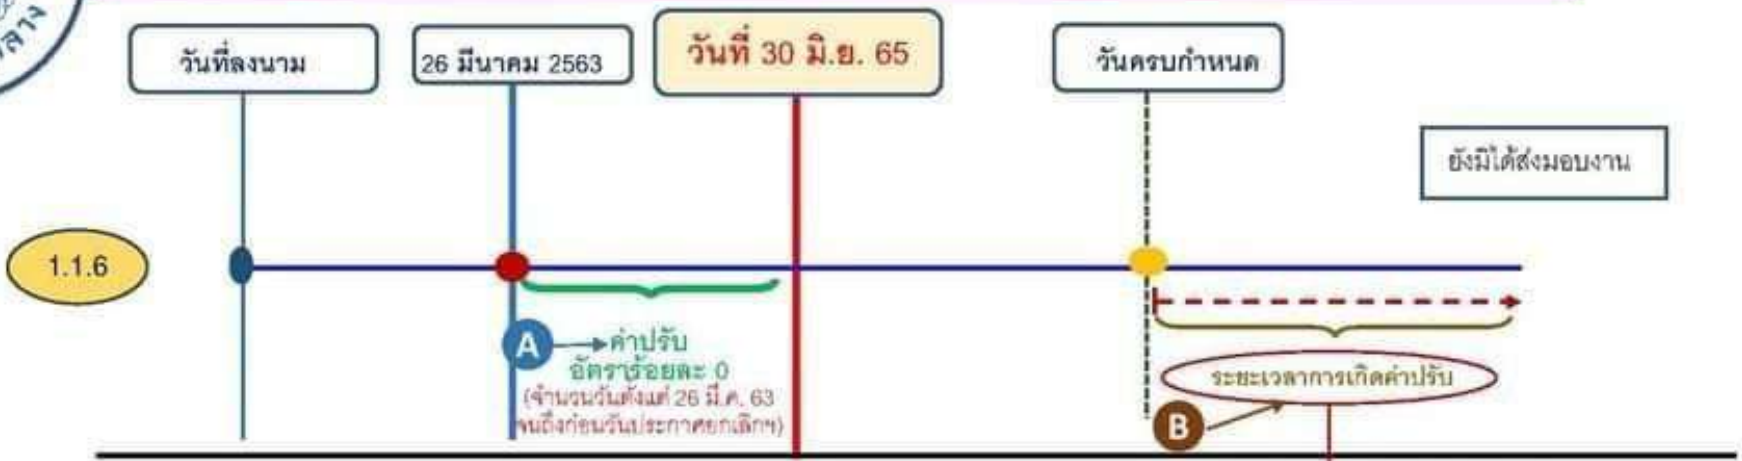 วันที่ลงนาม
26 มีนาคม 2563
วันที่ 30 มิ.ย. 65
วันครบกำหนด
ยังมิได้ส่งมอบงาน
1.1.6
A
ค่าปรับ
อัตราร้อยละ 0
(จำนวนวันตั้งแต่ 26 มี.ค. 63
จนถึงก่อนวันประกาศยกเลิกฯ)
ระยะเวลาการเกิดค่าปรับ
B